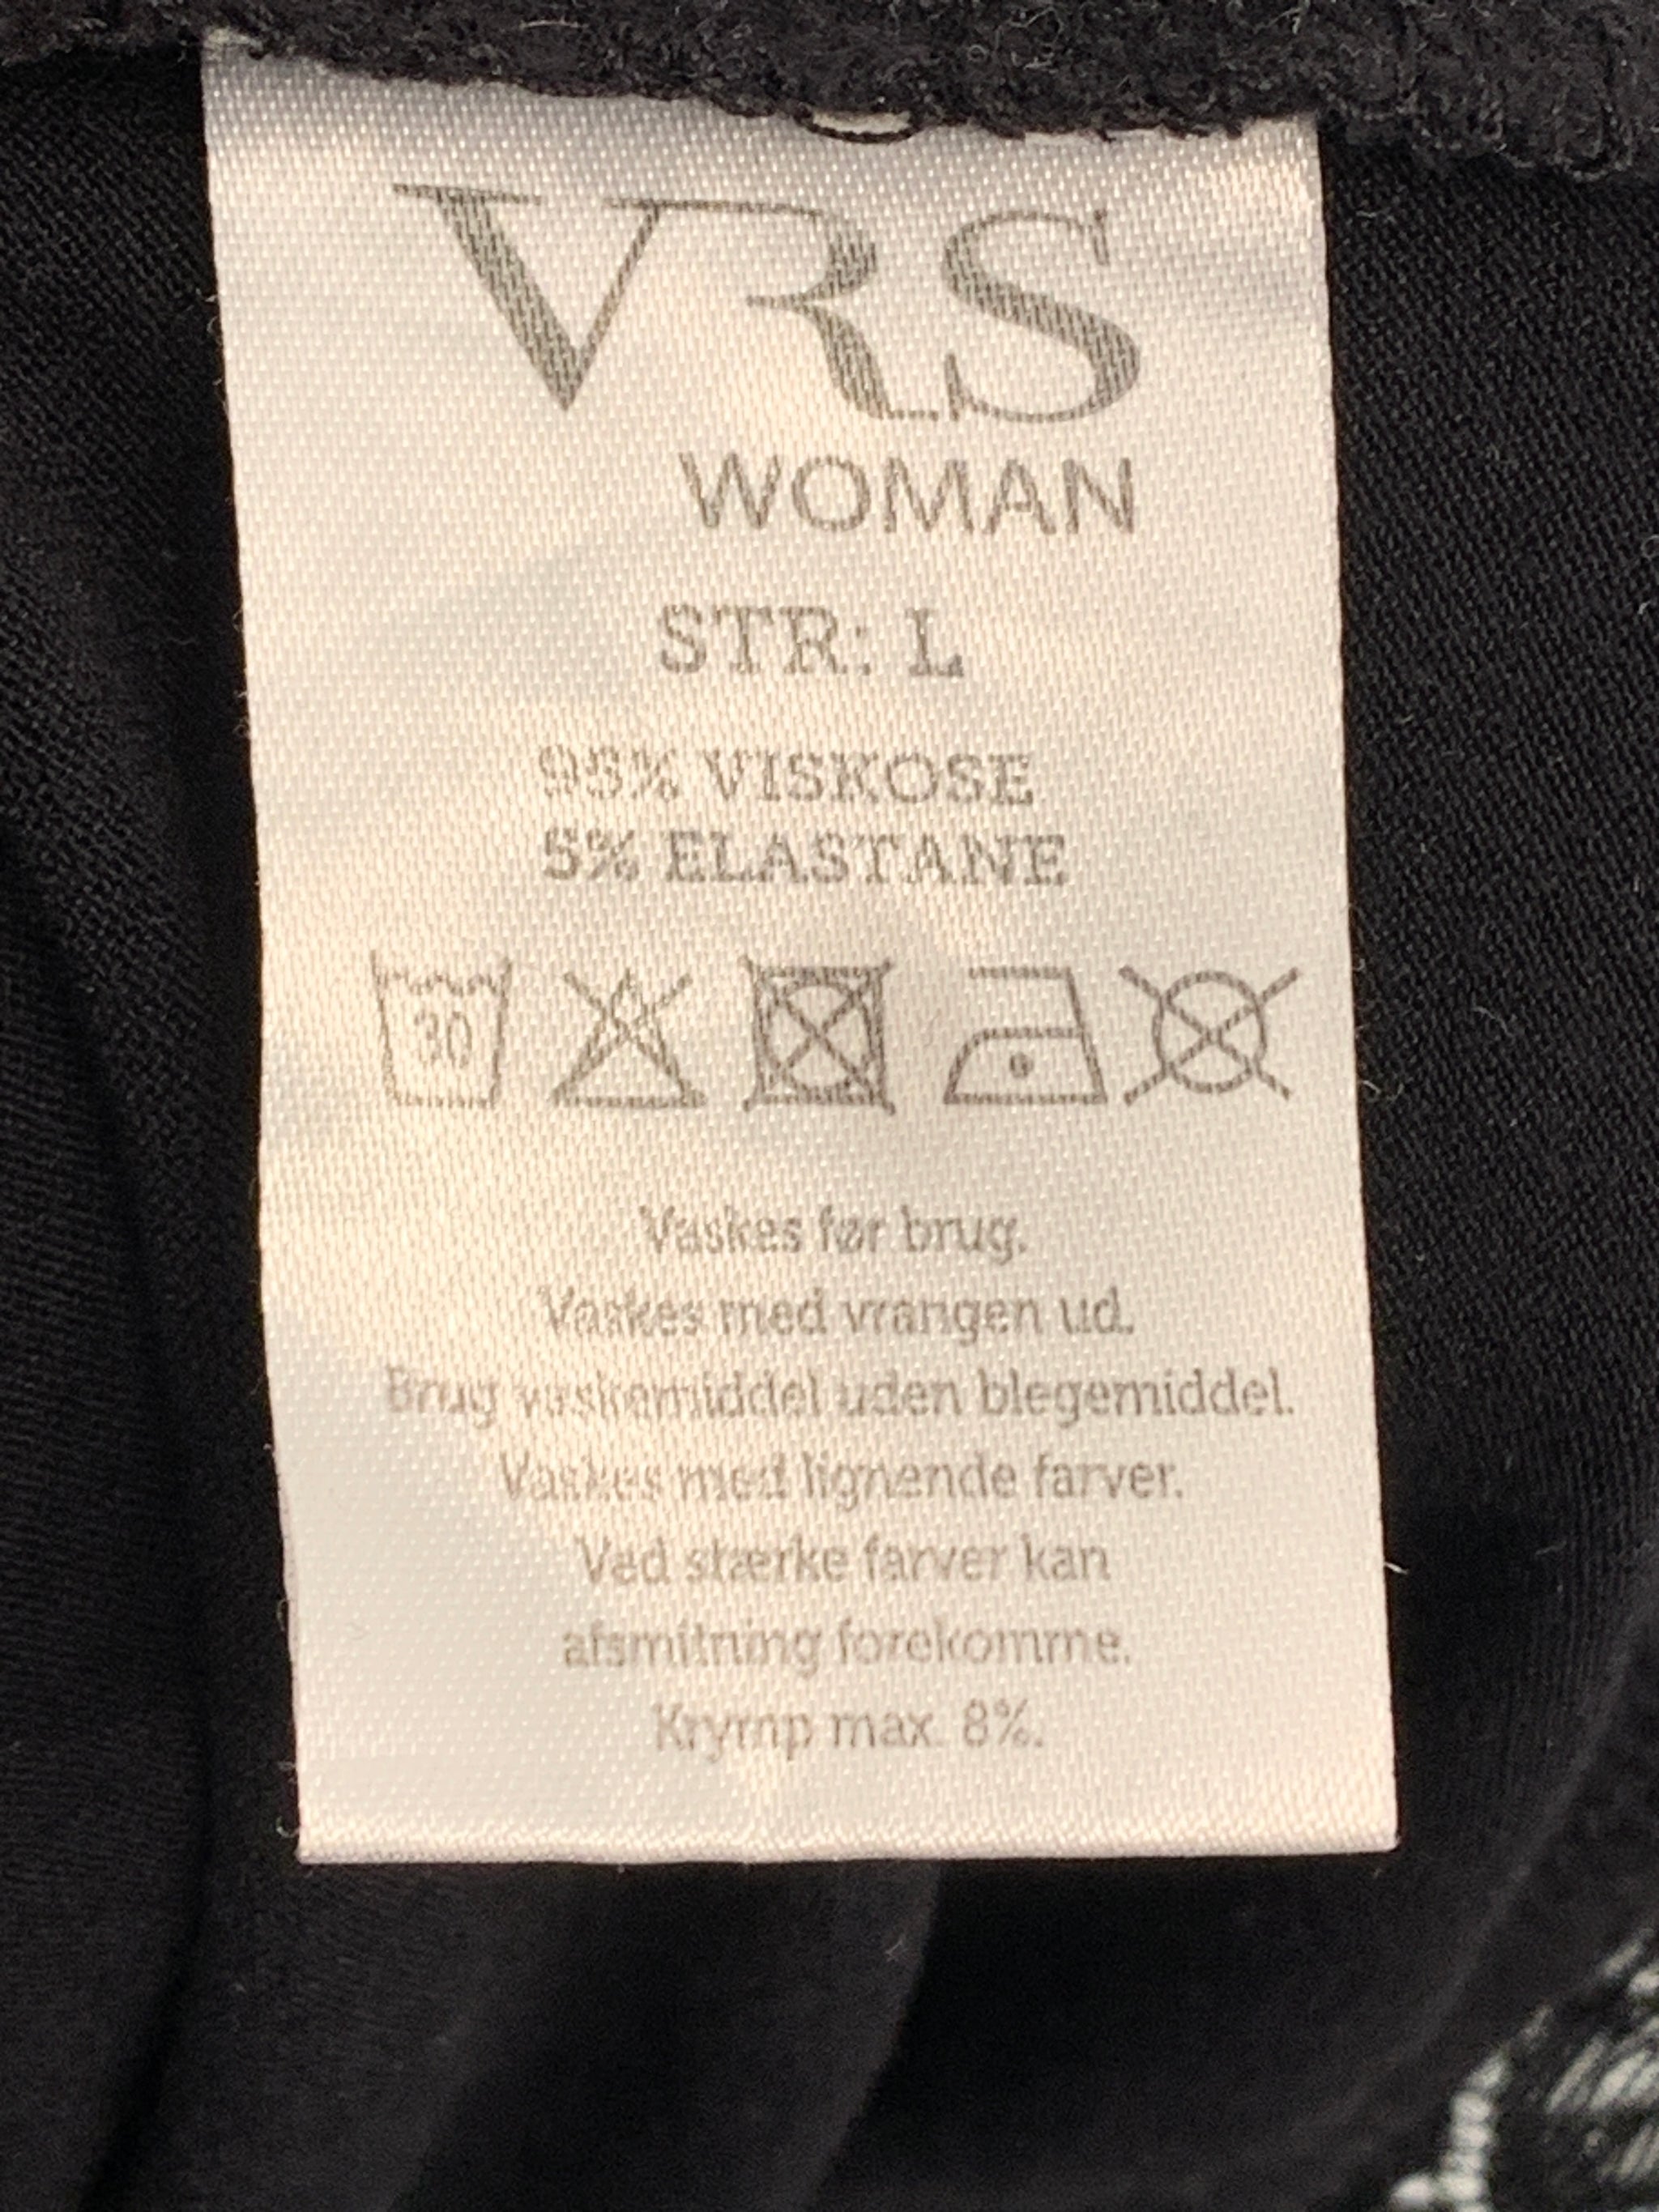 VRS
WOMAN
STR: L
95% VISKOSE
5% ELASTANE
30
Vaskes før brug.
Vaskes med vrangen ud.
Brug vaskemiddel uden blegemiddel.
Vaskes med lignende farver.
Ved stærke farver kan
afsmitning forekomme.
Krymp max. 8%.